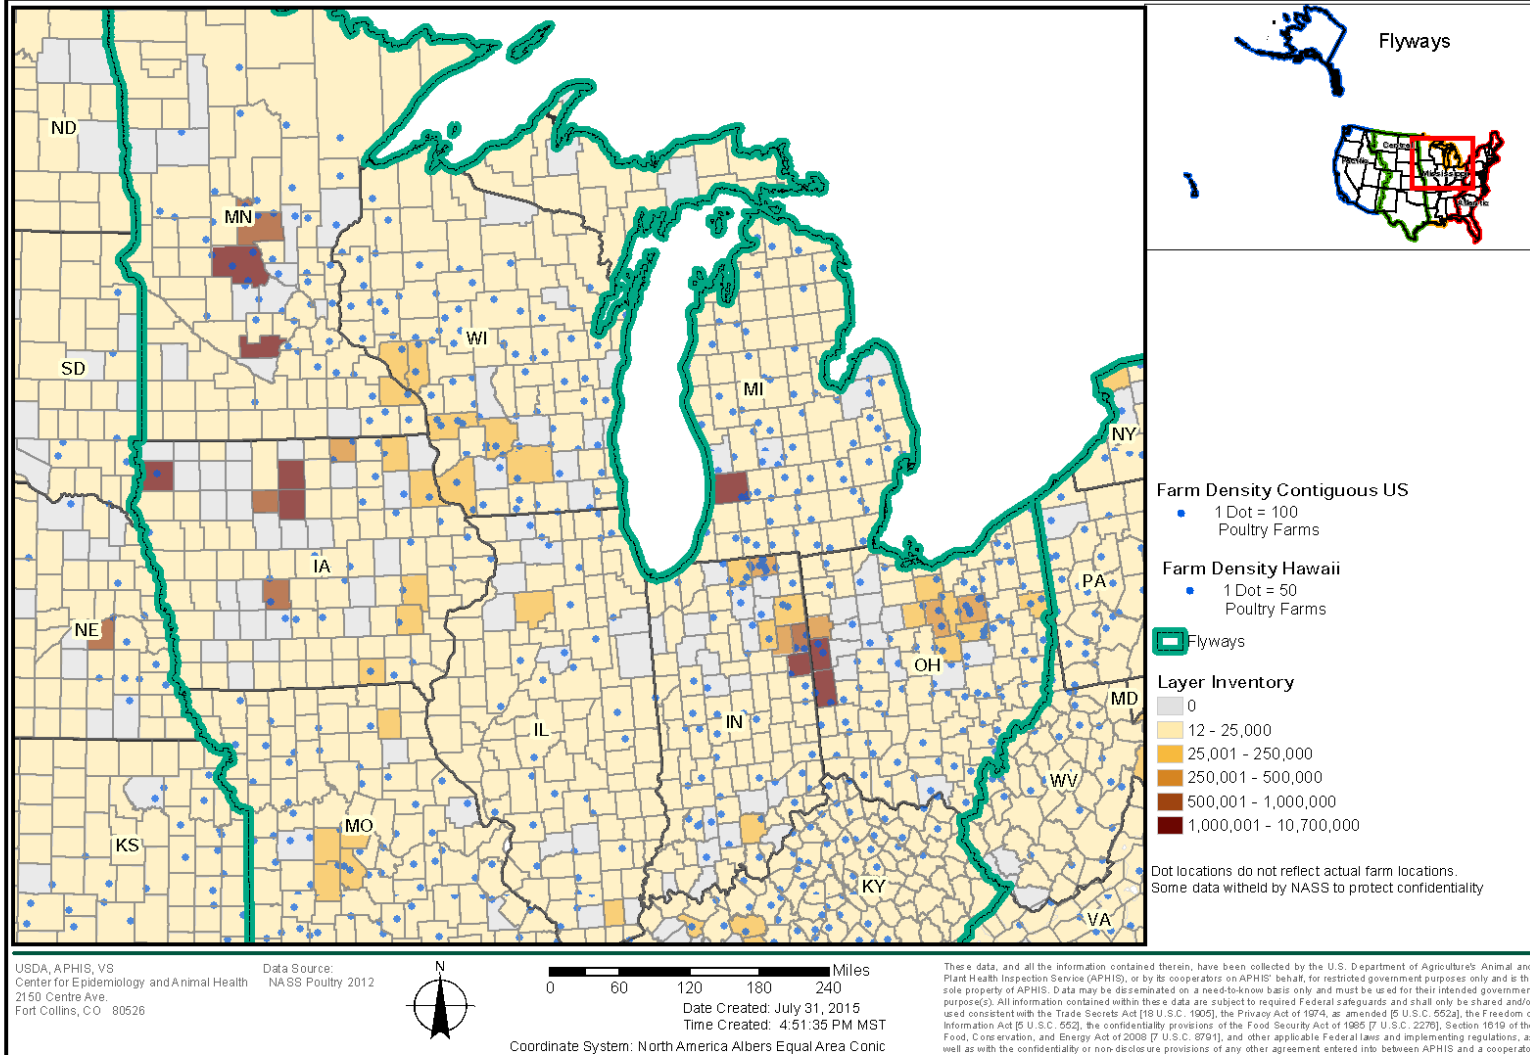 ND
MN
SD
WI
MI
NY
IA
NE
PA
OH
MD
IL
IN
WV
MO
KS
KY
VA
Flyways
Central
Pacific
Mississippi
Atlantic
Farm Density Contiguous US
1 Dot = 100
Poultry Farms
Farm Density Hawaii
1 Dot = 50
Poultry Farms
Flyways
Layer Inventory
0
12 - 25,000
25,001 - 250,000
250,001 - 500,000
500,001 - 1,000,000
1,000,001 - 10,700,000
Dot locations do not reflect actual farm locations.
Some data witheld by NASS to protect confidentiality
USDA, APHIS, VS
Center for Epidemiology and Animal Health
2150 Centre Ave.
Fort Collins, CO 80526
Data Source:
NASS Poultry 2012
N
Miles
0 60 120 180 240
Date Created: July 31, 2015
Time Created: 4:51:35 PM MST
Coordinate System: North America Albers Equal Area Conic
These data, and all the information contained therein, have been collected by the U.S. Department of Agriculture's Animal and
Plant Health Inspection Service (APHIS), or by its cooperators on APHIS' behalf, for restricted government purposes only and is the
sole property of APHIS. Data may be disseminated on a need-to-know basis only and must be used for their intended governmen
purpose(s). All information contained within these data are subject to required Federal safeguards and shall only be shared and/o
used consistent with the Trade Secrets Act [18 U.S.C. 1905], the Privacy Act of 1974, as amended [5 U.S.C. 552a], the Freedom o
Information Act [5 U.S.C. 552], the confidentiality provisions of the Food Security Act of 1985 [7 U.S.C. 2276], Section 1619 of the
Food, Conservation, and Energy Act of 2008 [7 U.S.C. 8791], and other applicable Federal laws and implementing regulations, a
well as with the confidentiality or non-disclosure provisions of any other agreement entered into between APHIS and a cooperato